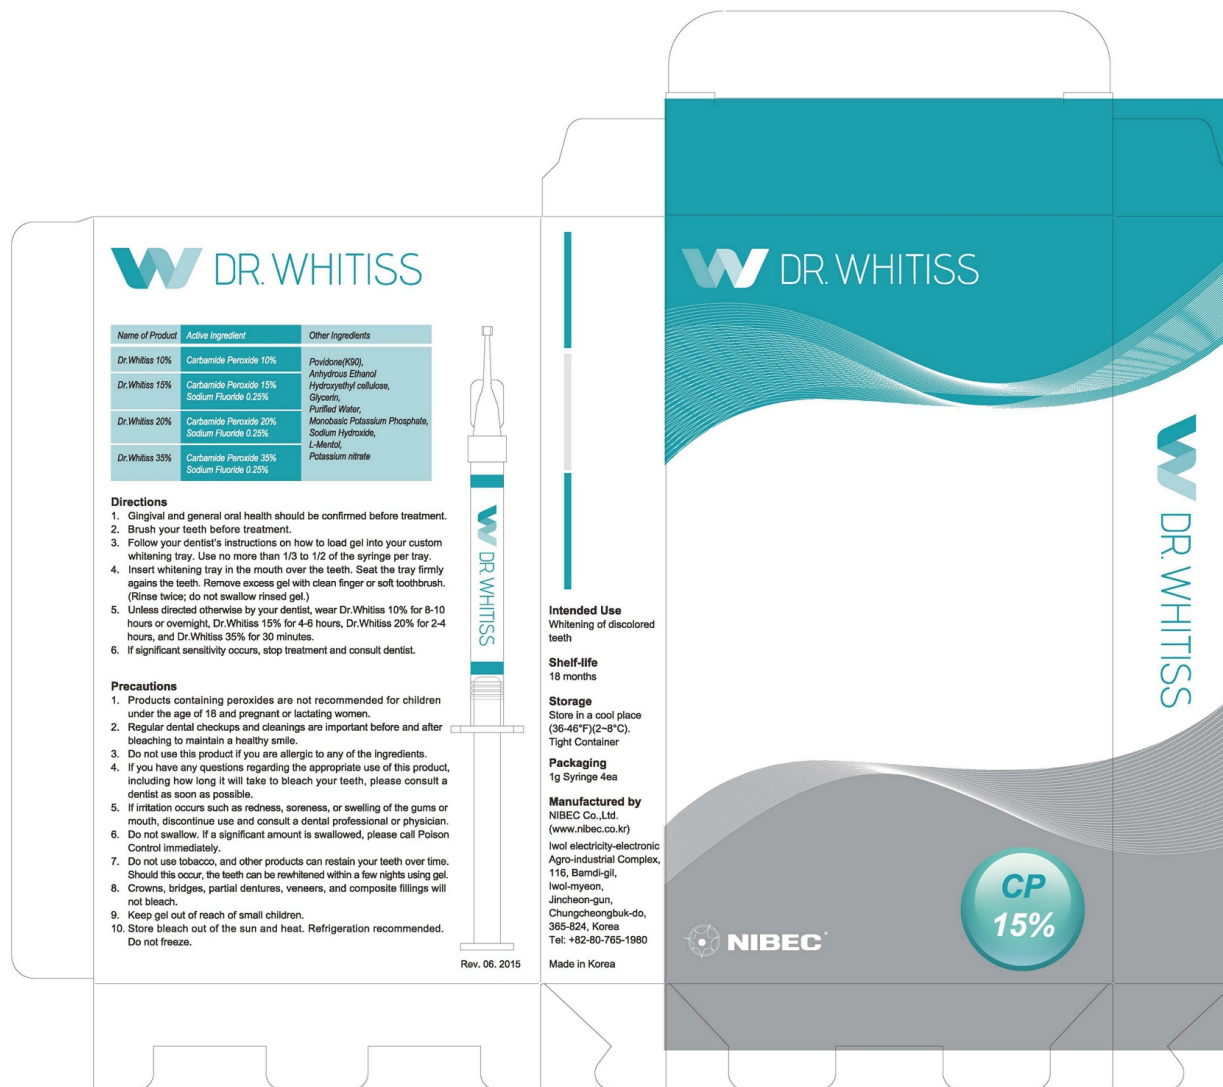 DR. WHITISS
Name of Product Active Ingredient Other Ingredients
Dr.Whitiss 10% Carbamide Peroxide 10%
Dr.Whitiss 15% Carbamide Peroxide 15%
Sodium Fluoride 0.25%
Dr.Whitiss 20% Carbamide Peroxide 20%
Sodium Fluoride 0.25%
Dr.Whitiss 35% Carbamide Peroxide 35%
Sodium Fluoride 0.25%
Povidone(K90),
Anhydrous Ethanol
Hydroxyethyl cellulose,
Glycerin,
Purified Water,
Monobasic Potassium Phosphate,
Sodium Hydroxide,
L-Mentol,
Potassium nitrate
Directions
1. Gingival and general oral health should be confirmed before treatment.
2. Brush your teeth before treatment.
3. Follow your dentist's instructions on how to load gel into your custom
whitening tray. Use no more than 1/3 to 1/2 of the syringe per tray.
4. Insert whitening tray in the mouth over the teeth. Seat the tray firmly
agains the teeth. Remove excess gel with clean finger or soft toothbrush.
(Rinse twice; do not swallow rinsed gel.)
5. Unless directed otherwise by your dentist, wear Dr.Whitiss 10% for 8-10
hours or overnight, Dr.Whitiss 15% for 4-6 hours, Dr.Whitiss 20% for 2-4
hours, and Dr.Whitiss 35% for 30 minutes.
6. If significant sensitivity occurs, stop treatment and consult dentist.
Precautions
1. Products containing peroxides are not recommended for children
under the age of 18 and pregnant or lactating women.
2. Regular dental checkups and cleanings are important before and after
bleaching to maintain a healthy smile.
3. Do not use this product if you are allergic to any of the ingredients.
4. If you have any questions regarding the appropriate use of this product,
including how long it will take to bleach your teeth, please consult a
dentist as soon as possible.
5. If irritation occurs such as redness, soreness, or swelling of the gums or
mouth, discontinue use and consult a dental professional or physician.
6. Do not swallow. If a significant amount is swallowed, please call Poison
Control immediately.
7. Do not use tobacco, and other products can restain your teeth over time.
Should this occur, the teeth can be rewhitened within a few nights using gel.
8. Crowns, bridges, partial dentures, veneers, and composite fillings will
not bleach.
9. Keep gel out of reach of small children.
10. Store bleach out of the sun and heat. Refrigeration recommended.
Do not freeze.
DR. WHITISS
Rev. 06. 2015
Intended Use
Whitening of discolored
teeth
Shelf-life
18 months
Storage
Store in a cool place
(36-46°F)(2~8°C).
Tight Container
Packaging
1g Syringe 4ea
Manufactured by
NIBEC Co.,Ltd.
(www.nibec.co.kr)
Iwol electricity-electronic
Agro-industrial Complex,
116, Bamdi-gil,
Iwol-myeon,
Jincheon-gun,
Chungcheongbuk-do,
365-824, Korea
Tel: +82-80-765-1980
Made in Korea
DR. WHITISS
CP
15%
NIBEC
DR. WHITISS